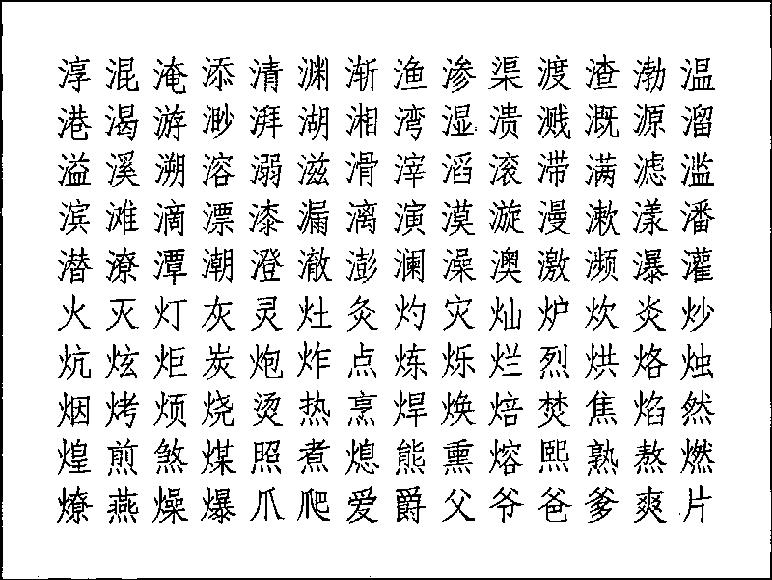 淳混淹添清渊渐渔渗渠渡渣渤温
港渴游渺湃湖湘湾湿溃溅溉源溜
溢溪溯溶溺滋滑滓滔滚滞满滤滥
滨滩滴漂漆漏漓演漠漩漫漱漾潘
潜潦潭潮澄澈澎澜澡澳激濒瀑灌
火灭灯灰灵灶灸灼灾灿炉炊炎炒
炕炫炬炭炮炸点炼烁烂烈烘烙烛
烟烤烦烧烫热烹焊焕焙焚焦焰然
煌煎煞煤照煮熄熊熏熔熙熟熬燃
燎燕燥爆爪爬爱爵父爷爸爹爽片